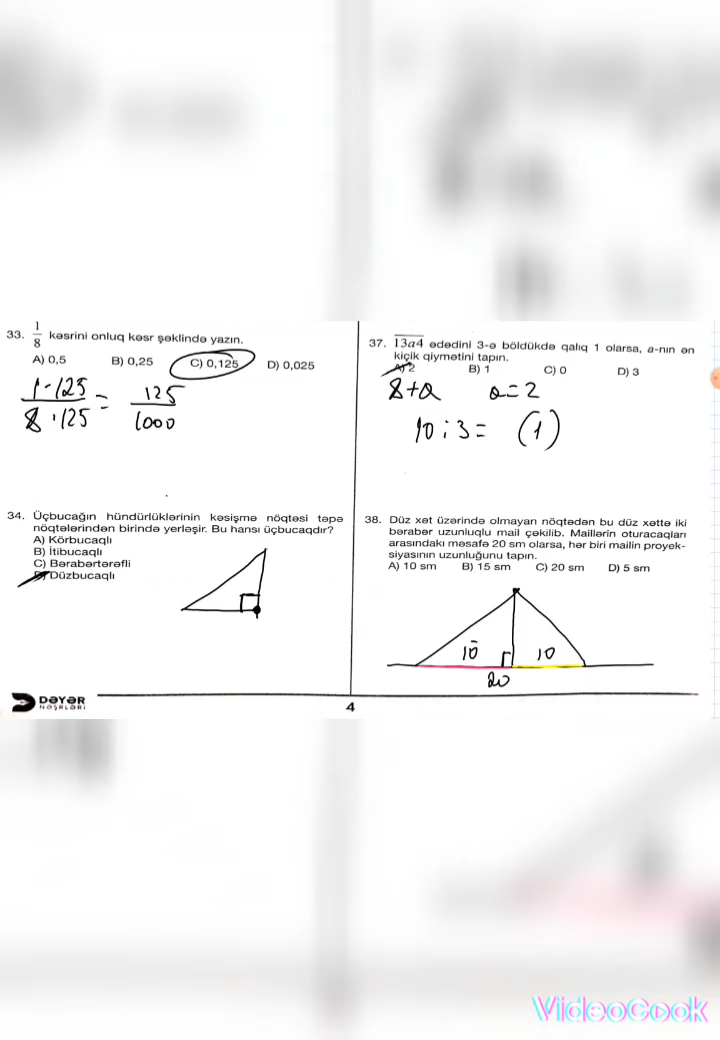 33. 1/8 kəsrini onluq kəsr şəklində yazın.
A) 0,5 B) 0,25 C) 0,125 D) 0,025
1·125 / 8·125 = 125 / 1000
34. Üçbucağın hündürlüklərinin kəsişmə nöqtəsi təpə
nöqtələrindən birində yerləşir. Bu hansı üçbucaqdır?
A) Körbucaqlı
B) İtibucaqlı
C) Bərabərtərəfli
D) Düzbucaqlı
37. 13a4 ədədini 3-ə böldükdə qalıq 1 olarsa, a-nın ən
kiçik qiymətini tapın.
A) 2 B) 1 C) 0 D) 3
8+a a=2
10 : 3 = (1)
38. Düz xət üzərində olmayan nöqtədən bu düz xəttə iki
bərabər uzunluqlu mail çəkilib. Maillərin oturacaqları
arasındakı məsafə 20 sm olarsa, hər biri mailin proyek-
siyasının uzunluğunu tapın.
A) 10 sm B) 15 sm C) 20 sm D) 5 sm
10 10
20
DƏYƏR
NƏŞRLƏRİ
4
VideoCook